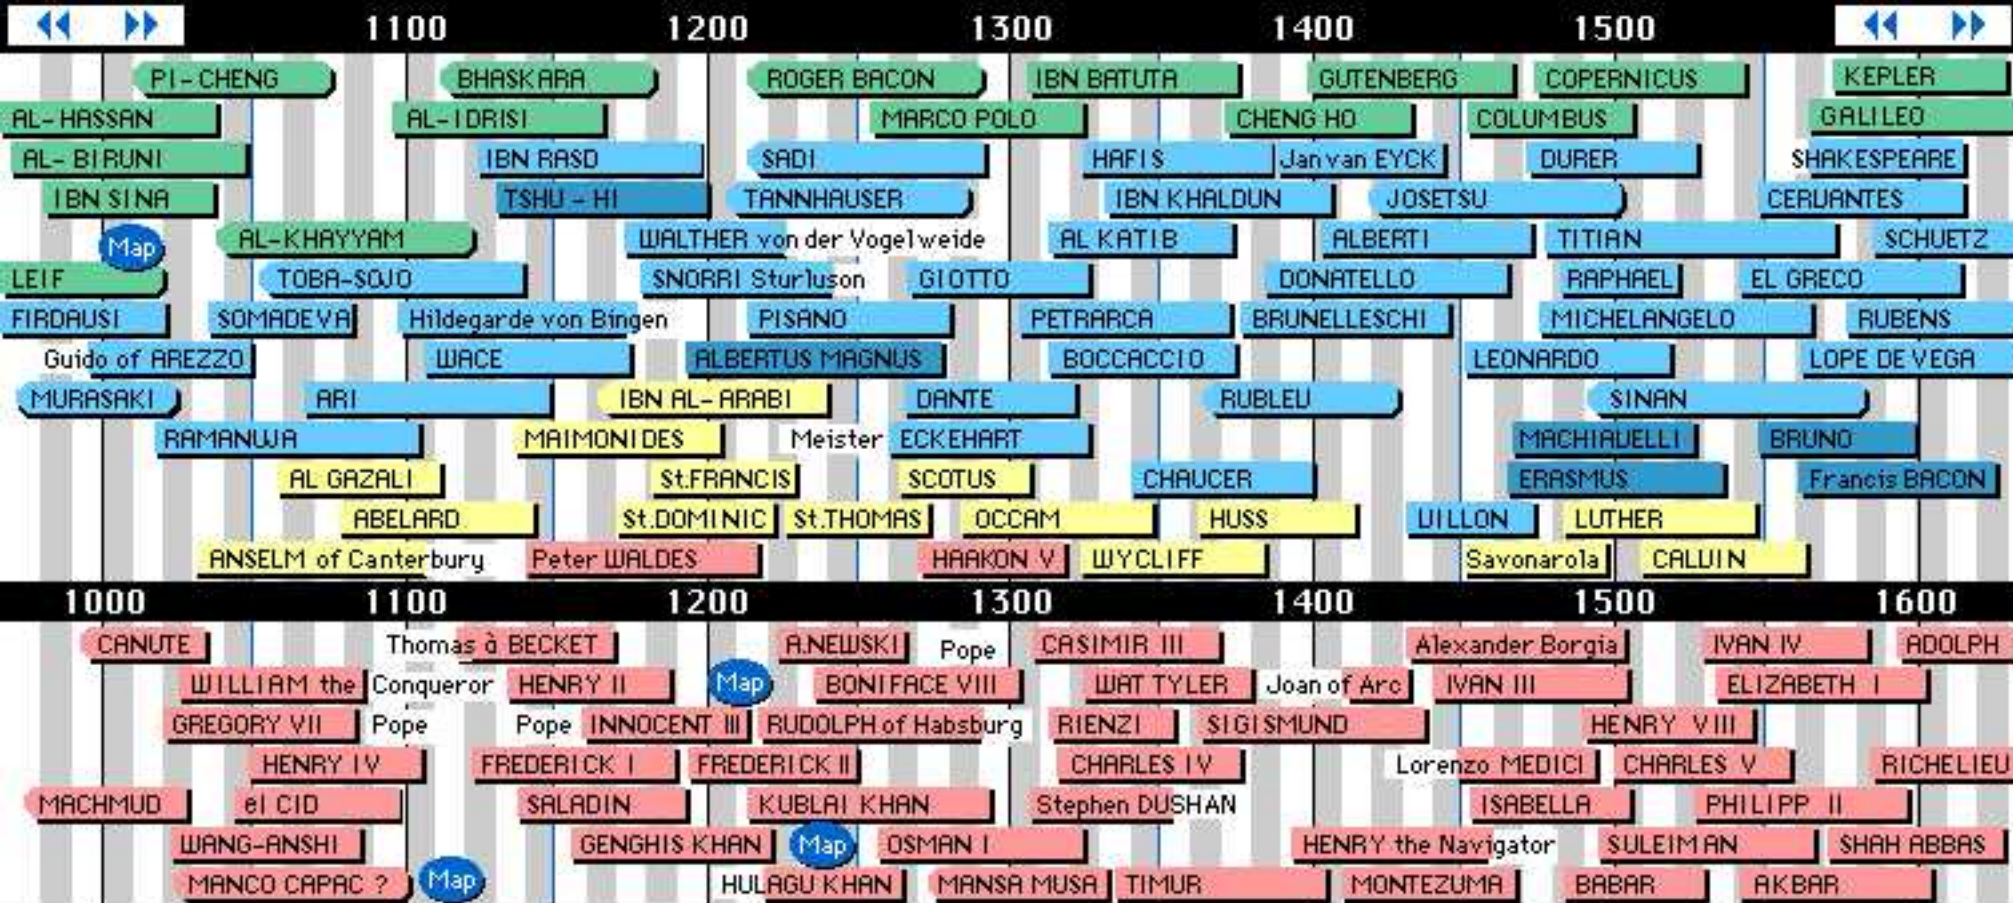 1100 1200 1300 1400 1500
PI-CHENG BHASKARA ROGER BACON IBN BATUTA GUTENBERG COPERNICUS KEPLER
AL-HASSAN AL-IDRISI MARCO POLO CHENG HO COLUMBUS GALILEO
AL-BIRUNI IBN RASD SADI HAFIS Jan van EYCK DURER SHAKESPEARE
IBN SINA TSHU-HI TANNHAUSER IBN KHALDUN JOSETSU CERVANTES
Map AL-KHAYYAM WALTHER von der Vogelweide AL KATIB ALBERTI TITIAN SCHUETZ
LEIF TOBA-SOJO SNORRI Sturluson GIOTTO DONATELLO RAPHAEL EL GRECO
FIRDAUSI SOMADEVA Hildegarde von Bingen PISANO PETRARCA BRUNELLESCHI MICHELANGELO RUBENS
Guido of AREZZO WACE ALBERTUS MAGNUS BOCCACCIO LEONARDO LOPE DE VEGA
MURASAKI ARI IBN AL-ARABI DANTE RUBLEU SINAN
RAMANUJA MAIMONIDES Meister ECKEHART MACHIAVELLI BRUNO
AL GAZALI St.FRANCIS SCOTUS CHAUCER ERASMUS Francis BACON
ABELARD St.DOMINIC St.THOMAS OCCAM HUSS VILLON LUTHER
ANSELM of Canterbury Peter WALDES HAAKON V WYCLIFF Savonarola CALVIN
1000 1100 1200 1300 1400 1500 1600
CANUTE Thomas à BECKET A.NEWSKI Pope CASIMIR III Alexander Borgia IVAN IV ADOLPH
WILLIAM the Conqueror HENRY II Map BONIFACE VIII WAT TYLER Joan of Arc IVAN III ELIZABETH I
GREGORY VII Pope Pope INNOCENT III RUDOLPH of Habsburg RIENZI SIGISMUND HENRY VIII
HENRY IV FREDERICK I FREDERICK II CHARLES IV Lorenzo MEDICI CHARLES V RICHELIEU
MACHMUD el CID SALADIN KUBLAI KHAN Stephen DUSHAN ISABELLA PHILIPP II
WANG-ANSHI GENGHIS KHAN Map OSMAN I HENRY the Navigator SULEIMAN SHAH ABBAS
MANCO CAPAC ? Map HULAGU KHAN MANSA MUSA TIMUR MONTEZUMA BABAR AKBAR